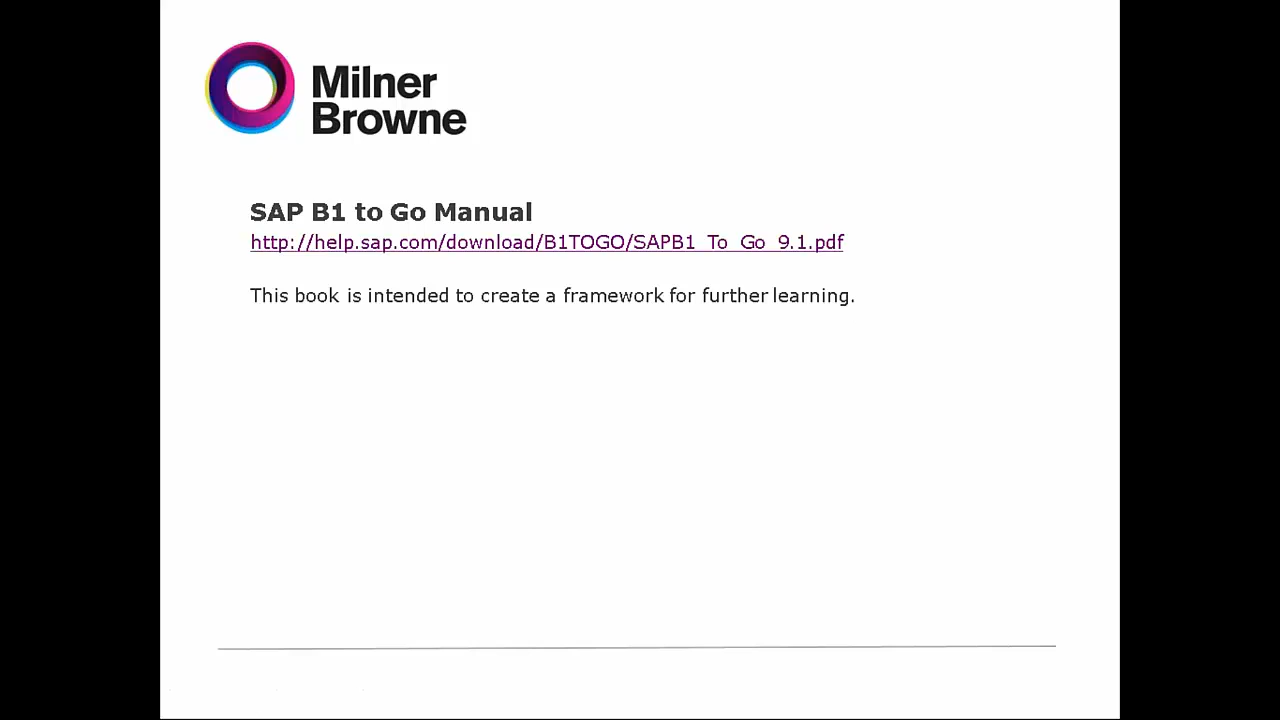 Milner
Browne
SAP B1 to Go Manual
http://help.sap.com/download/B1TOGO/SAPB1_To_Go_9.1.pdf
This book is intended to create a framework for further learning.